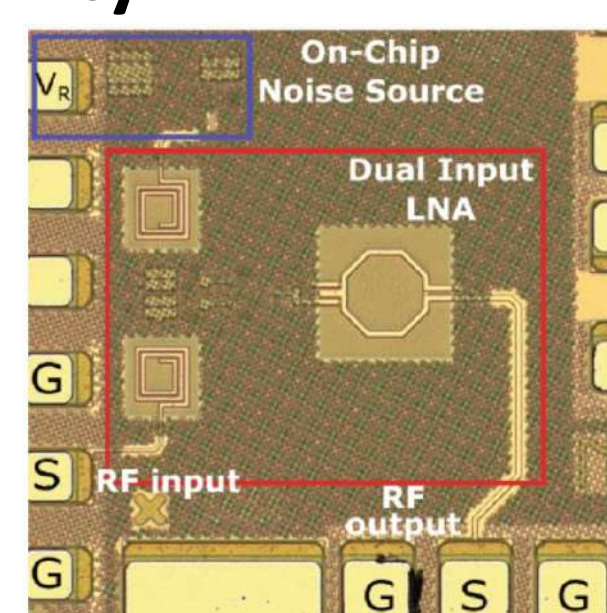 On-Chip
Noise Source
V_R
Dual Input
LNA
G
S
RF input
RF
output
G
G
S
G